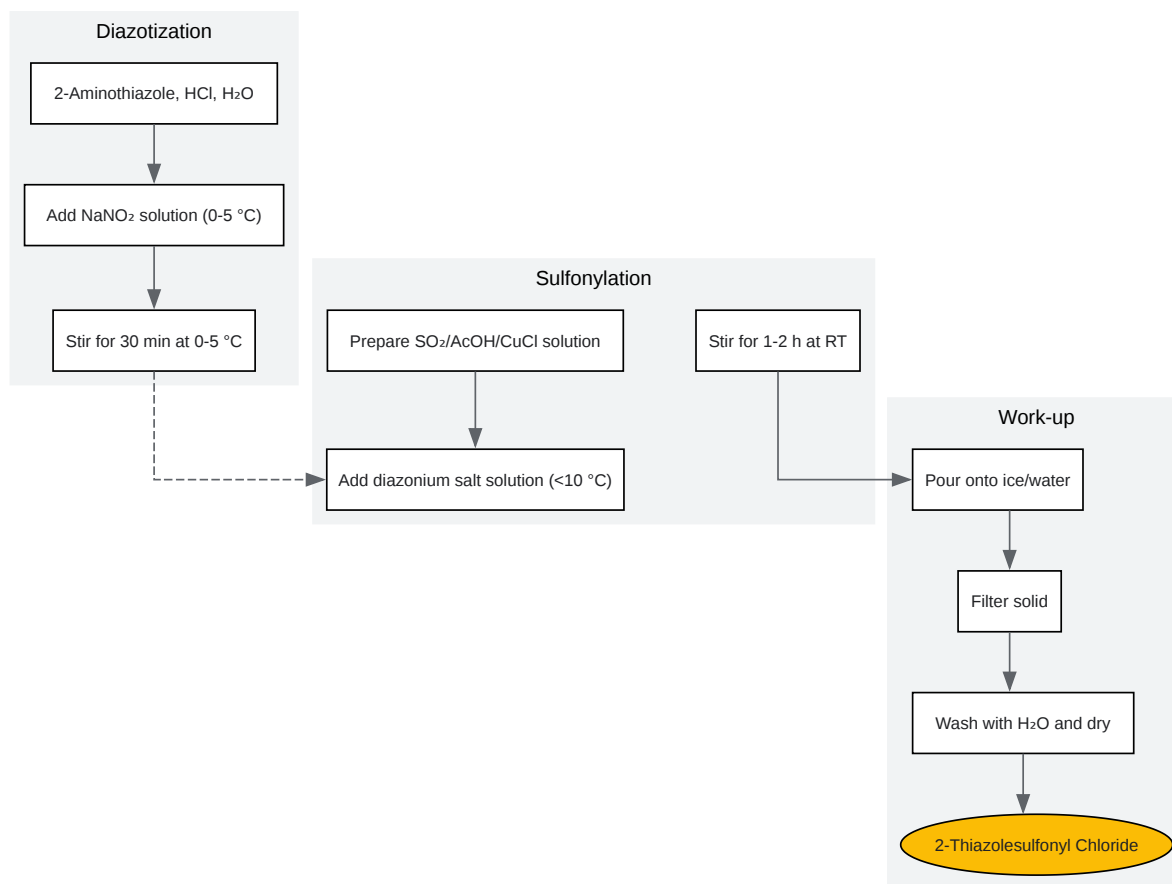 Diazotization
2-Aminothiazole, HCl, H₂O
Add NaNO₂ solution (0-5 °C)
Stir for 30 min at 0-5 °C
Sulfonylation
Prepare SO₂/AcOH/CuCl solution
Add diazonium salt solution (<10 °C)
Stir for 1-2 h at RT
Work-up
Pour onto ice/water
Filter solid
Wash with H₂O and dry
2-Thiazolesulfonyl Chloride